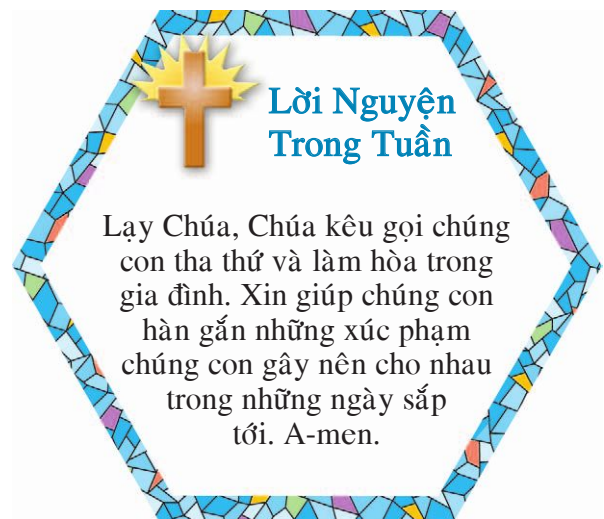 Lời Nguyện
Trong Tuần
Lạy Chúa, Chúa kêu gọi chúng
con tha thứ và làm hòa trong
gia đình. Xin giúp chúng con
hàn gắn những xúc phạm
chúng con gây nên cho nhau
trong những ngày sắp
tới. A-men.